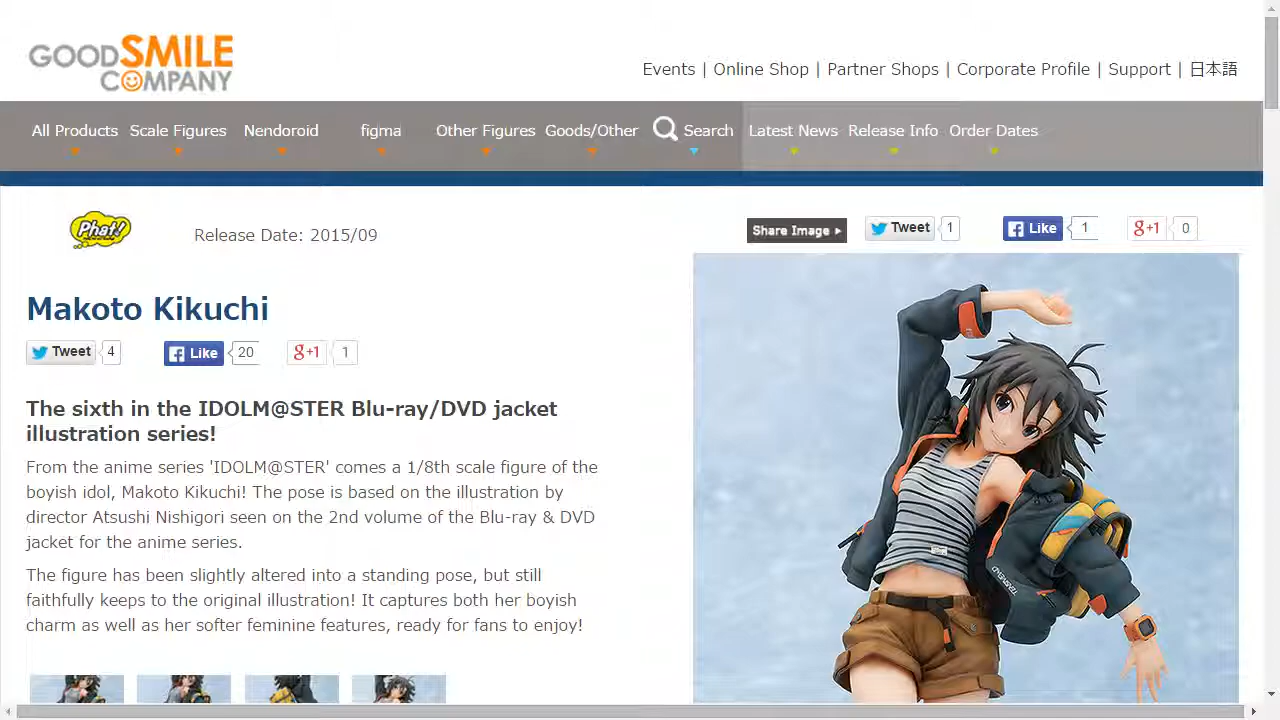 GOODSMILE
COMPANY
Events | Online Shop | Partner Shops | Corporate Profile | Support | 日本語
All Products Scale Figures Nendoroid figma Other Figures Goods/Other Search Latest News Release Info Order Dates
Phat!
Release Date: 2015/09
Share Image Tweet 1 Like 1 g+1 0
Makoto Kikuchi
Tweet 4 Like 20 g+1 1
The sixth in the IDOLM@STER Blu-ray/DVD jacket
illustration series!
From the anime series 'IDOLM@STER' comes a 1/8th scale figure of the
boyish idol, Makoto Kikuchi! The pose is based on the illustration by
director Atsushi Nishigori seen on the 2nd volume of the Blu-ray & DVD
jacket for the anime series.
The figure has been slightly altered into a standing pose, but still
faithfully keeps to the original illustration! It captures both her boyish
charm as well as her softer feminine features, ready for fans to enjoy!